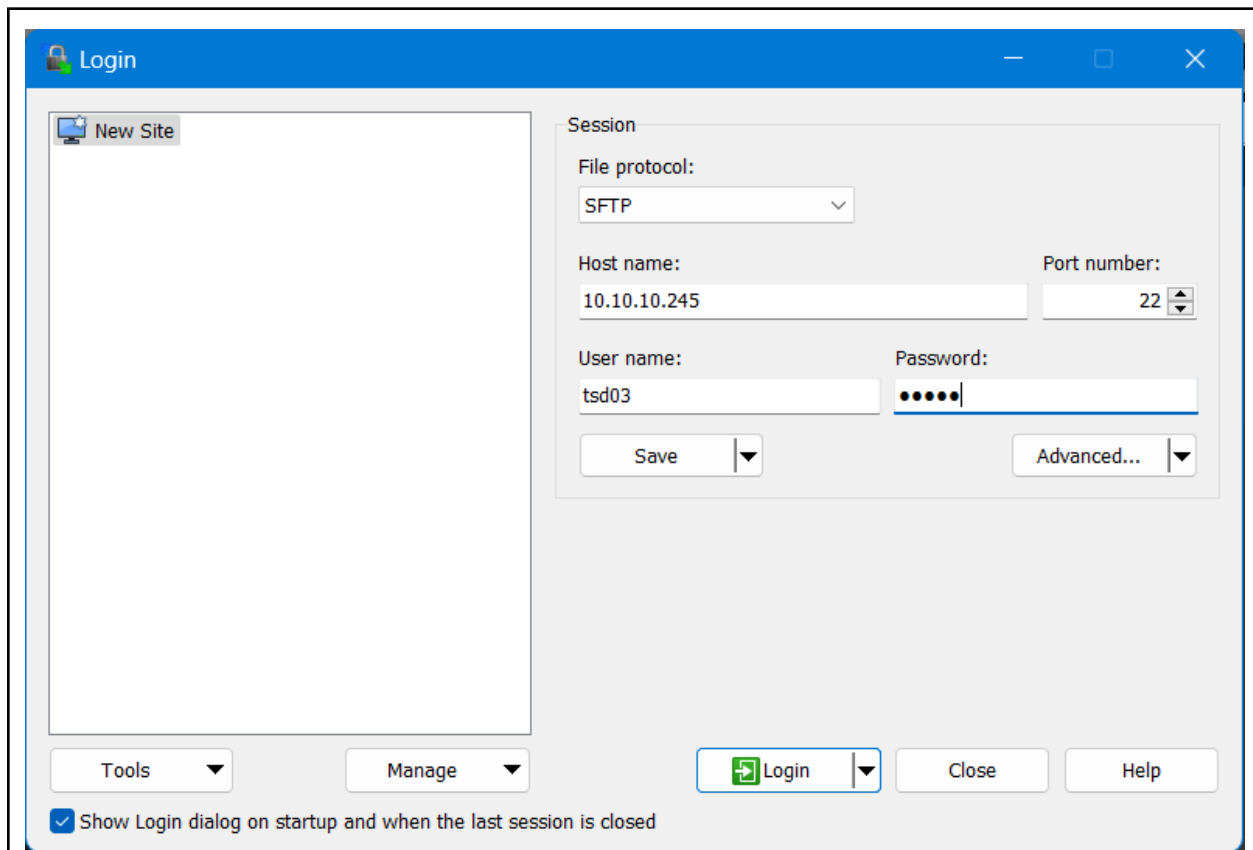 Login
New Site
Session
File protocol:
SFTP
Host name:
Port number:
10.10.10.245
22
User name:
Password:
tsd03
●●●●●
Save
Advanced...
Tools
Manage
Login
Close
Help
Show Login dialog on startup and when the last session is closed